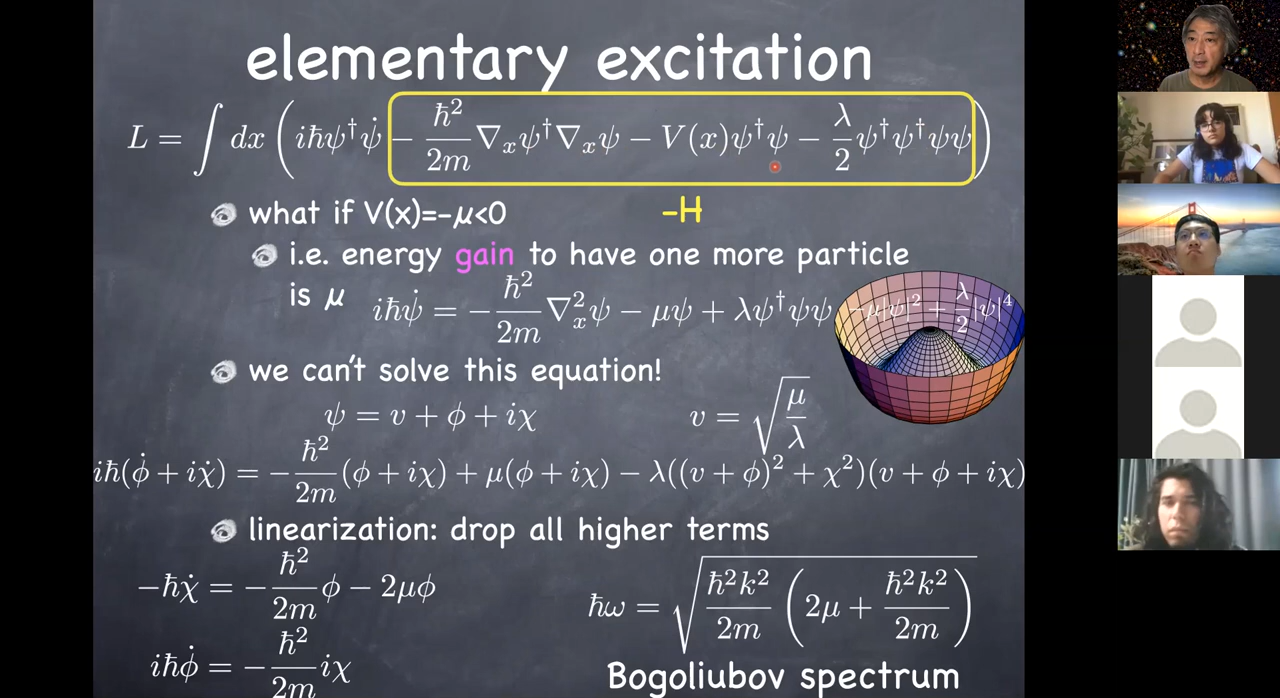 elementary excitation
L = ∫ dx ( iħψ†ψ̇ − ħ²/2m ∇ₓψ†∇ₓψ − V(x)ψ†ψ − λ/2 ψ†ψ†ψψ )
what if V(x)=-μ<0
-H
i.e. energy gain to have one more particle
is μ
iħψ̇ = − ħ²/2m ∇ₓ²ψ − μψ + λψ†ψψ
−μ|ψ|² + λ/2 |ψ|⁴
we can't solve this equation!
ψ = v + φ + iχ
v = √(μ/λ)
iħ(φ̇ + iχ̇) = − ħ²/2m (φ + iχ) + μ(φ + iχ) − λ((v + φ)² + χ²)(v + φ + iχ)
linearization: drop all higher terms
−ħχ̇ = − ħ²/2m φ − 2μφ
ħω = √( ħ²k²/2m ( 2μ + ħ²k²/2m ) )
iħφ̇ = − ħ²/2m iχ
Bogoliubov spectrum